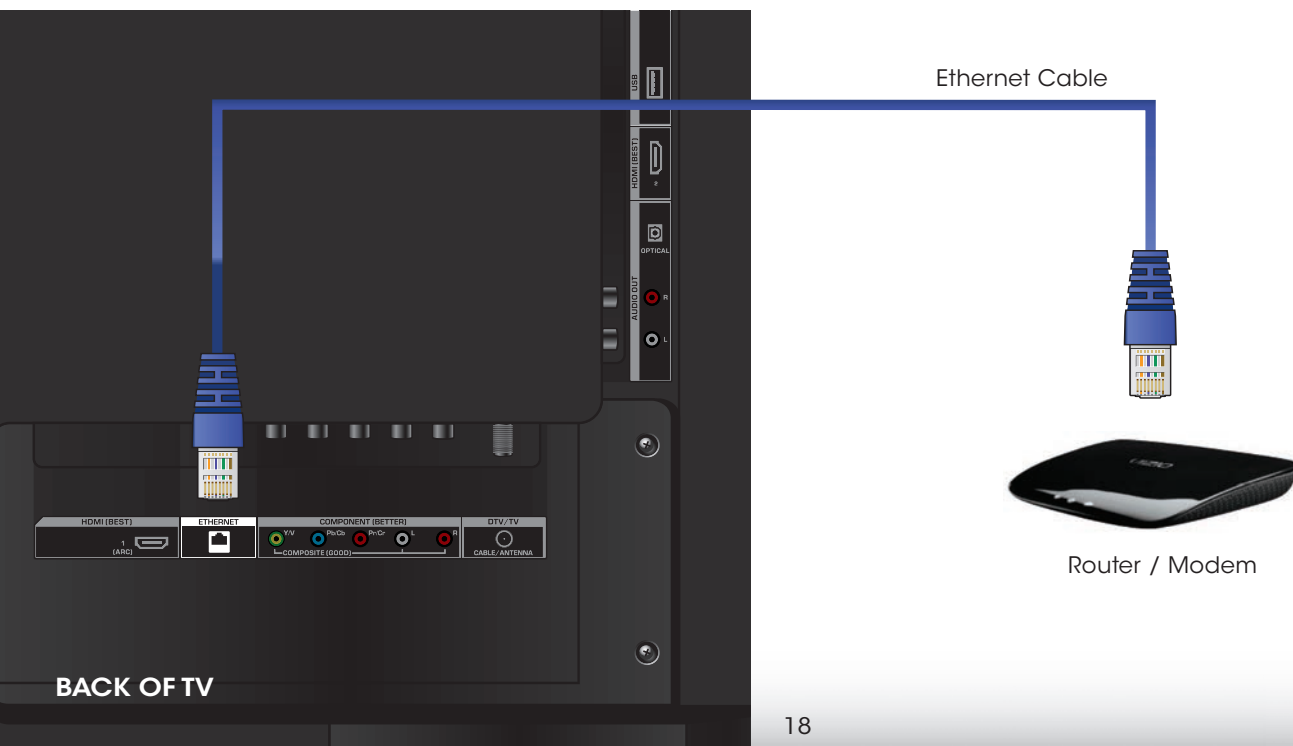 Ethernet Cable
USB
HDMI (BEST)
2
OPTICAL
AUDIO OUT
R
L
HDMI (BEST)
1
(ARC)
ETHERNET
COMPONENT (BETTER)
Y/V Pb/Cb Pr/Cr L R
COMPOSITE (GOOD)
DTV/TV
CABLE/ANTENNA
VIZIO
Router / Modem
BACK OF TV
18